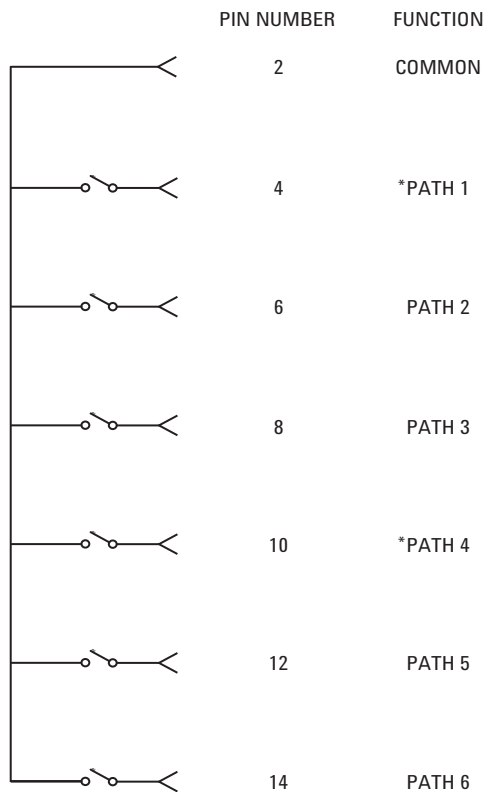 PIN NUMBER FUNCTION
2 COMMON
4 *PATH 1
6 PATH 2
8 PATH 3
10 *PATH 4
12 PATH 5
14 PATH 6